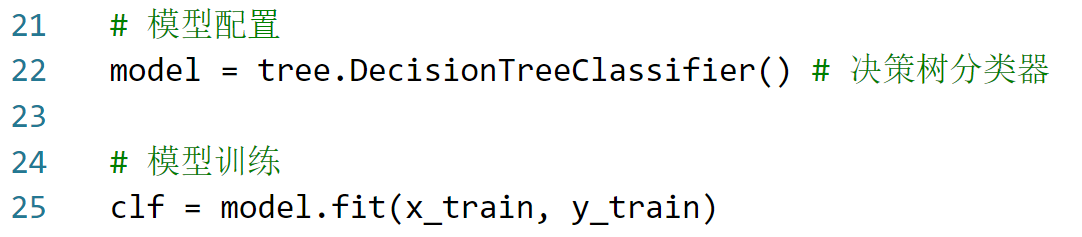 21 # 模型配置
22 model = tree.DecisionTreeClassifier() # 决策树分类器
23
24 # 模型训练
25 clf = model.fit(x_train, y_train)